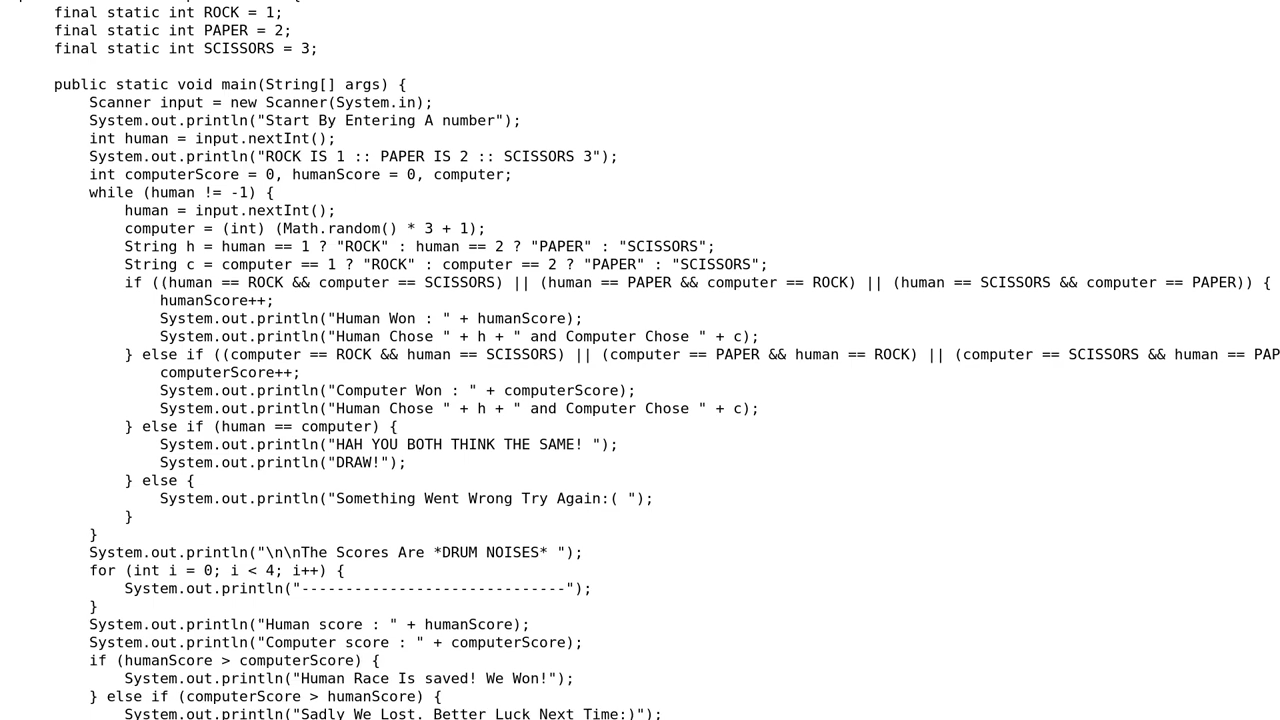 final static int ROCK = 1;
    final static int PAPER = 2;
    final static int SCISSORS = 3;

    public static void main(String[] args) {
        Scanner input = new Scanner(System.in);
        System.out.println("Start By Entering A number");
        int human = input.nextInt();
        System.out.println("ROCK IS 1 :: PAPER IS 2 :: SCISSORS 3");
        int computerScore = 0, humanScore = 0, computer;
        while (human != -1) {
            human = input.nextInt();
            computer = (int) (Math.random() * 3 + 1);
            String h = human == 1 ? "ROCK" : human == 2 ? "PAPER" : "SCISSORS";
            String c = computer == 1 ? "ROCK" : computer == 2 ? "PAPER" : "SCISSORS";
            if ((human == ROCK && computer == SCISSORS) || (human == PAPER && computer == ROCK) || (human == SCISSORS && computer == PAPER)) {
                humanScore++;
                System.out.println("Human Won : " + humanScore);
                System.out.println("Human Chose " + h + " and Computer Chose " + c);
            } else if ((computer == ROCK && human == SCISSORS) || (computer == PAPER && human == ROCK) || (computer == SCISSORS && human == PAP
                computerScore++;
                System.out.println("Computer Won : " + computerScore);
                System.out.println("Human Chose " + h + " and Computer Chose " + c);
            } else if (human == computer) {
                System.out.println("HAH YOU BOTH THINK THE SAME! ");
                System.out.println("DRAW!");
            } else {
                System.out.println("Something Went Wrong Try Again:( ");
            }
        }
        System.out.println("\n\nThe Scores Are *DRUM NOISES* ");
        for (int i = 0; i < 4; i++) {
            System.out.println("------------------------------");
        }
        System.out.println("Human score : " + humanScore);
        System.out.println("Computer score : " + computerScore);
        if (humanScore > computerScore) {
            System.out.println("Human Race Is saved! We Won!");
        } else if (computerScore > humanScore) {
            System.out.println("Sadly We Lost. Better Luck Next Time:)");